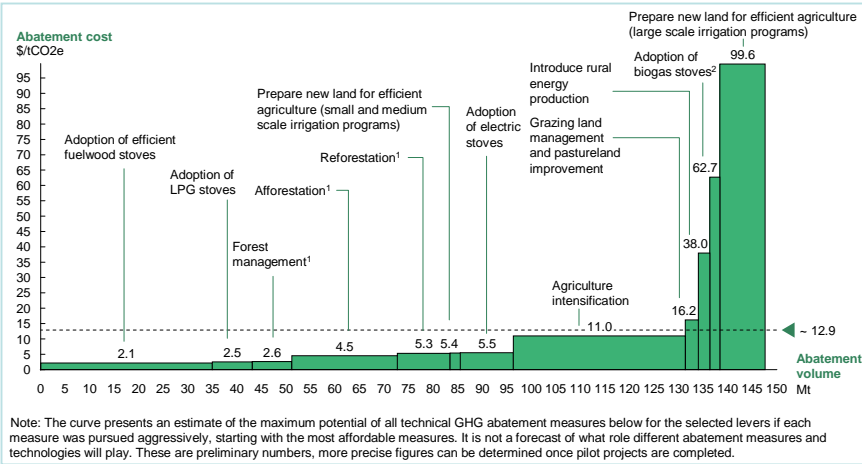 Prepare new land for efficient agriculture
(large scale irrigation programs)
Abatement cost
$/tCO2e
99.6
95
90
85
80
75
70
65
60
55
50
45
40
35
30
25
20
15
10
5
0
Adoption of efficient
fuelwood stoves
Adoption of
LPG stoves
Forest
management¹
Prepare new land for efficient
agriculture (small and medium
scale irrigation programs)
Reforestation¹
Afforestation¹
Adoption
of electric
stoves
Introduce rural
energy
production
Adoption of
biogas stoves²
Grazing land
management
and pastureland
improvement
Agriculture
intensification
2.1
2.5
2.6
4.5
5.3
5.4
5.5
11.0
16.2
38.0
62.7
~ 12.9
Abatement
volume
Mt
0 5 10 15 20 25 30 35 40 45 50 55 60 65 70 75 80 85 90 95 100 105 110 115 120 125 130 135 140 145 150
Note: The curve presents an estimate of the maximum potential of all technical GHG abatement measures below for the selected levers if each
measure was pursued aggressively, starting with the most affordable measures. It is not a forecast of what role different abatement measures and
technologies will play. These are preliminary numbers, more precise figures can be determined once pilot projects are completed.